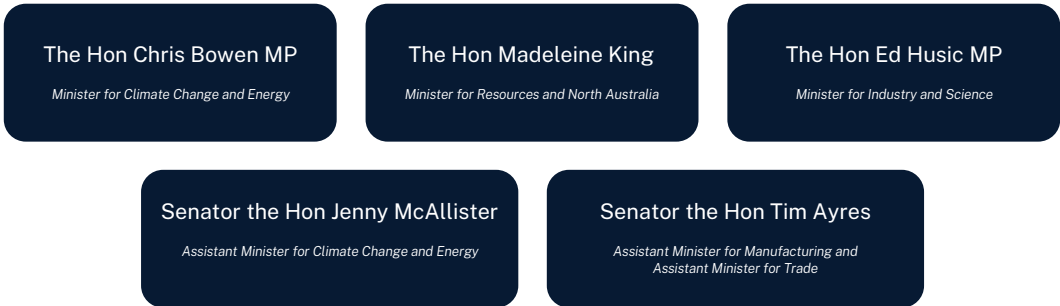 The Hon Chris Bowen MP
Minister for Climate Change and Energy
The Hon Madeleine King
Minister for Resources and North Australia
The Hon Ed Husic MP
Minister for Industry and Science
Senator the Hon Jenny McAllister
Assistant Minister for Climate Change and Energy
Senator the Hon Tim Ayres
Assistant Minister for Manufacturing and
Assistant Minister for Trade